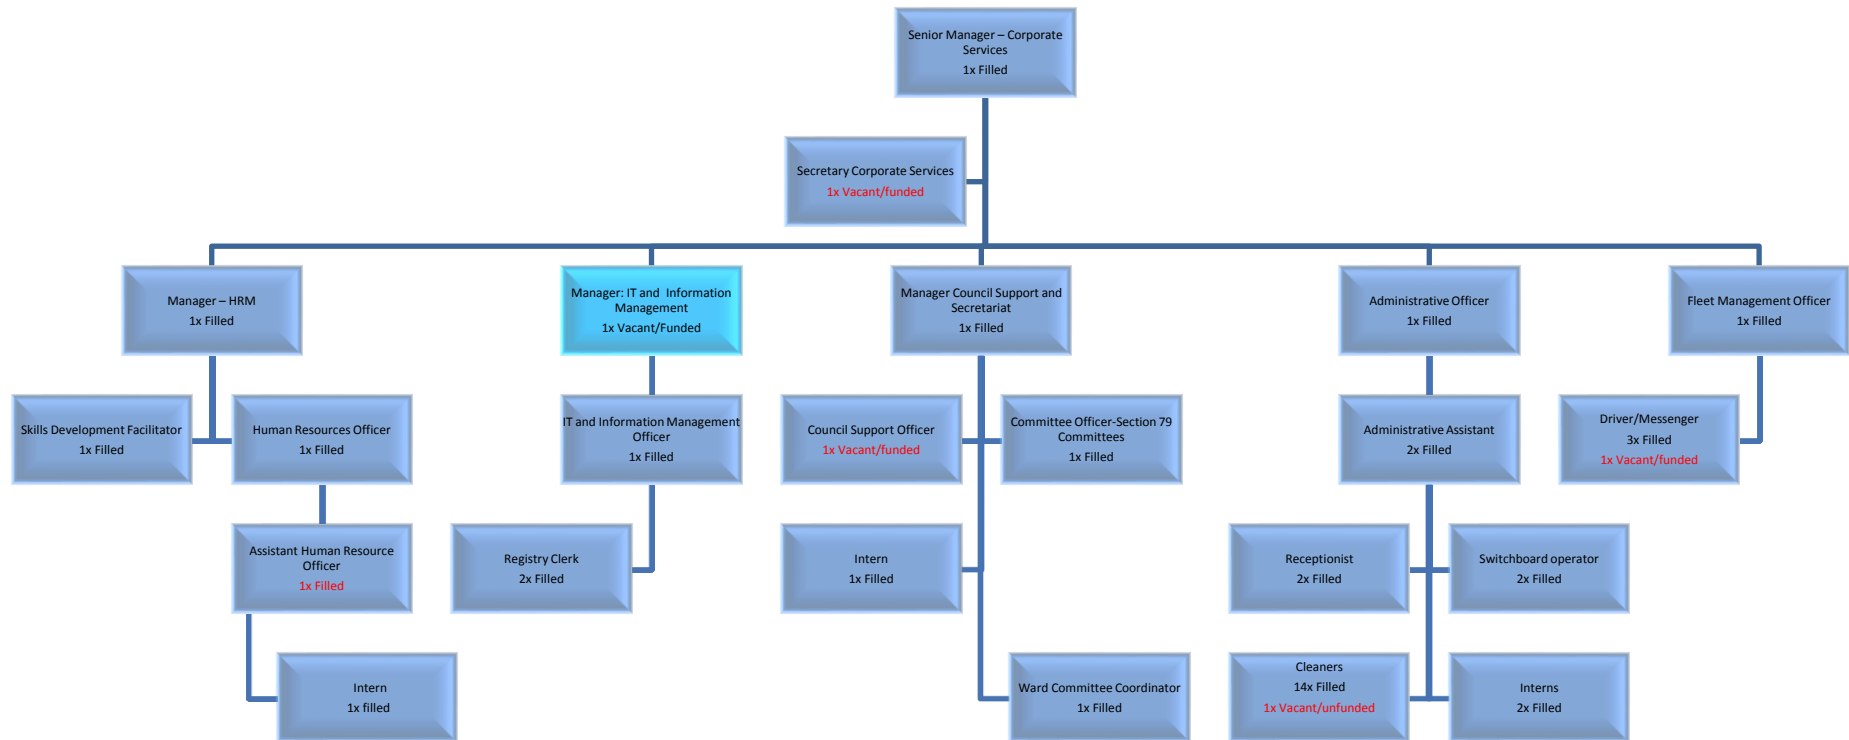 Senior Manager – Corporate
Services
1x Filled
Secretary Corporate Services
1x Vacant/funded
Manager – HRM
1x Filled
Manager: IT and  Information
Management
1x Vacant/Funded
Manager Council Support and
Secretariat
1x Filled
Administrative Officer
1x Filled
Fleet Management Officer
1x Filled
Skills Development Facilitator
1x Filled
Human Resources Officer
1x Filled
IT and Information Management
Officer
1x Filled
Council Support Officer
1x Vacant/funded
Committee Officer-Section 79
Committees
1x Filled
Administrative Assistant
2x Filled
Driver/Messenger
3x Filled
1x Vacant/funded
Assistant Human Resource
Officer
1x Filled
Registry Clerk
2x Filled
Intern
1x Filled
Receptionist
2x Filled
Switchboard operator
2x Filled
Intern
1x filled
Ward Committee Coordinator
1x Filled
Cleaners
14x Filled
1x Vacant/unfunded
Interns
2x Filled